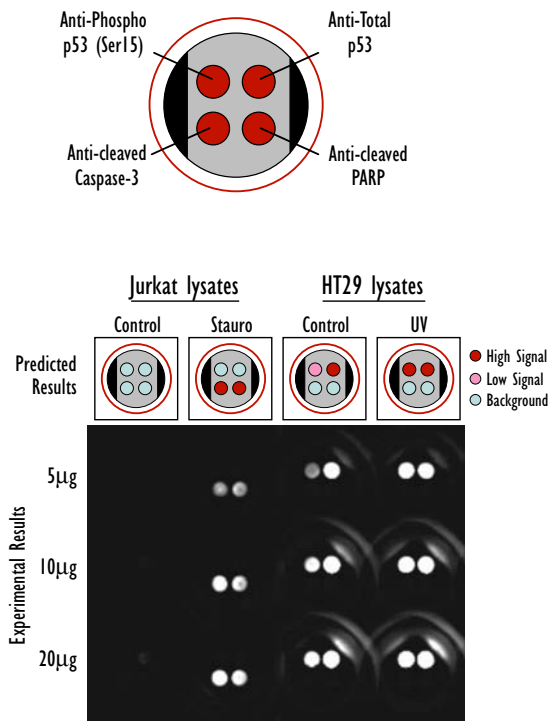 Anti-Phospho
p53 (Ser15)
Anti-Total
p53
Anti-cleaved
Caspase-3
Anti-cleaved
PARP
Jurkat lysates
HT29 lysates
Control
Stauro
Control
UV
Predicted
Results
High Signal
Low Signal
Background
Experimental Results
5µg
10µg
20µg